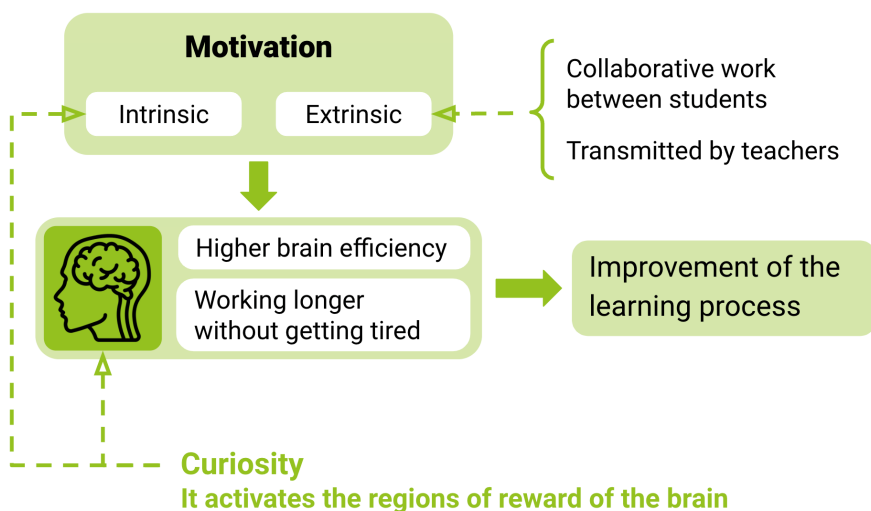 Motivation
Intrinsic
Extrinsic
Collaborative work
between students
Transmitted by teachers
Higher brain efficiency
Working longer
without getting tired
Improvement of the
learning process
Curiosity
It activates the regions of reward of the brain